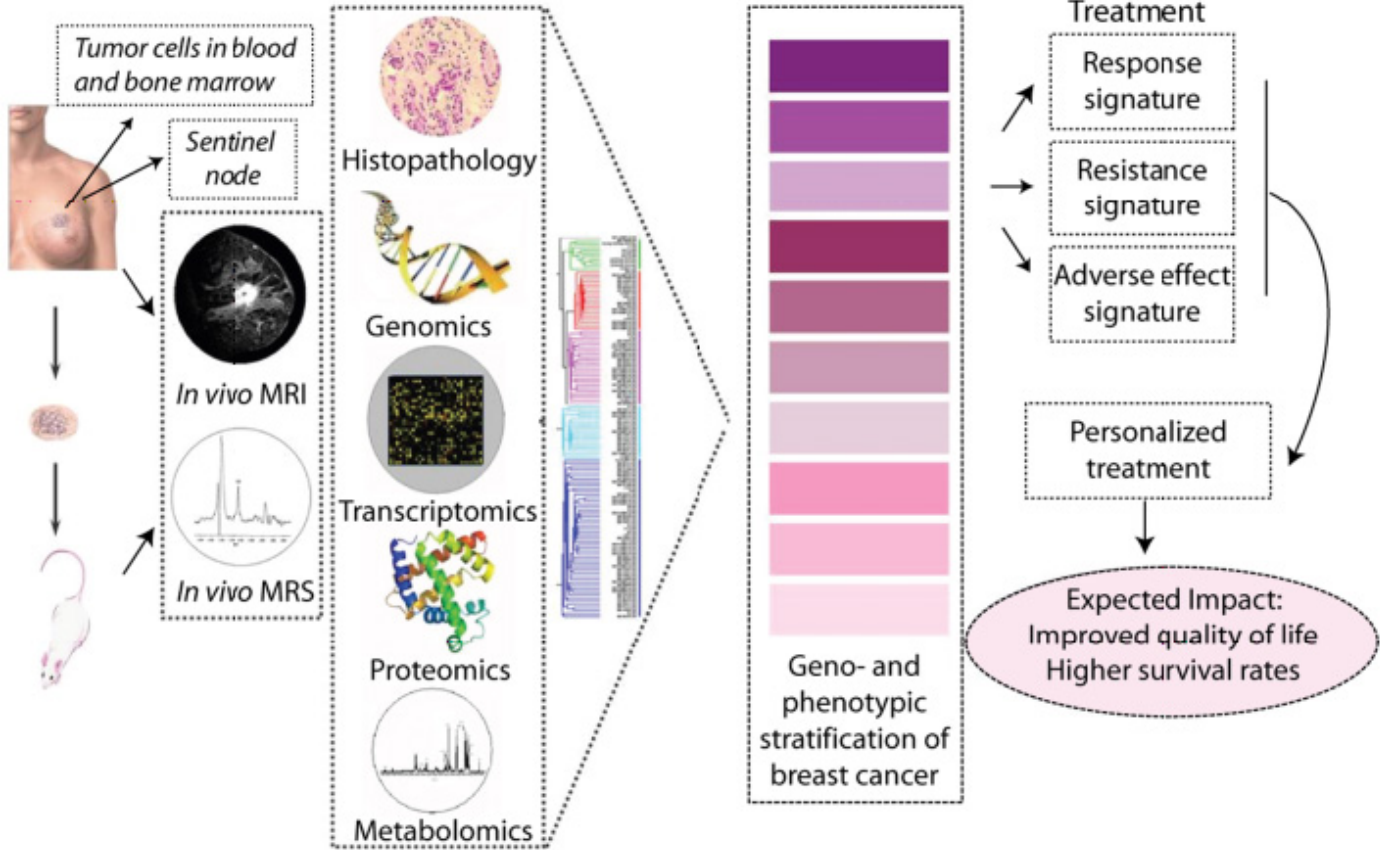 Tumor cells in blood
and bone marrow
Sentinel
node
In vivo MRI
In vivo MRS
Histopathology
Genomics
Transcriptomics
Proteomics
Metabolomics
Geno- and
phenotypic
stratification of
breast cancer
Treatment
Response
signature
Resistance
signature
Adverse effect
signature
Personalized
treatment
Expected Impact:
Improved quality of life
Higher survival rates